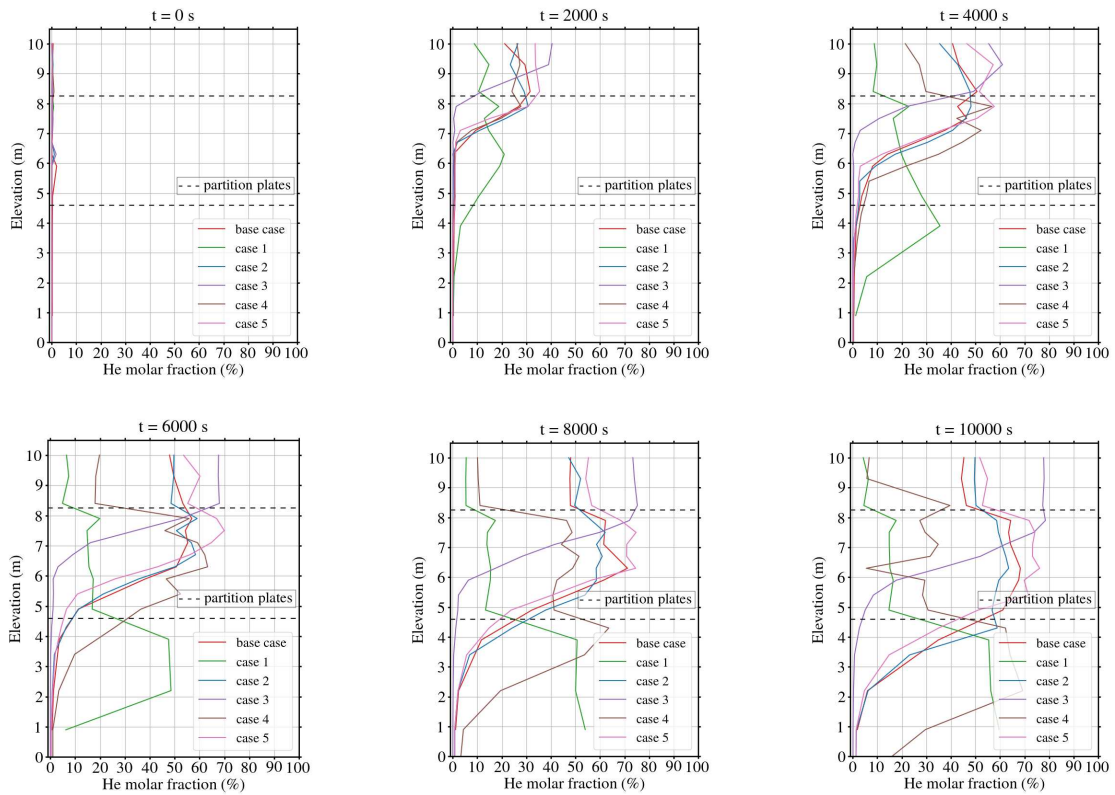 t = 0 s
10
9
8
7
6
5
4
3
2
1
0
Elevation (m)
partition plates
base case
case 1
case 2
case 3
case 4
case 5
0 10 20 30 40 50 60 70 80 90 100
He molar fraction (%)
t = 2000 s
10
9
8
7
6
5
4
3
2
1
0
Elevation (m)
partition plates
base case
case 1
case 2
case 3
case 4
case 5
0 10 20 30 40 50 60 70 80 90 100
He molar fraction (%)
t = 4000 s
10
9
8
7
6
5
4
3
2
1
0
Elevation (m)
partition plates
base case
case 1
case 2
case 3
case 4
case 5
0 10 20 30 40 50 60 70 80 90 100
He molar fraction (%)
t = 6000 s
10
9
8
7
6
5
4
3
2
1
0
Elevation (m)
partition plates
base case
case 1
case 2
case 3
case 4
case 5
0 10 20 30 40 50 60 70 80 90 100
He molar fraction (%)
t = 8000 s
10
9
8
7
6
5
4
3
2
1
0
Elevation (m)
partition plates
base case
case 1
case 2
case 3
case 4
case 5
0 10 20 30 40 50 60 70 80 90 100
He molar fraction (%)
t = 10000 s
10
9
8
7
6
5
4
3
2
1
0
Elevation (m)
partition plates
base case
case 1
case 2
case 3
case 4
case 5
0 10 20 30 40 50 60 70 80 90 100
He molar fraction (%)